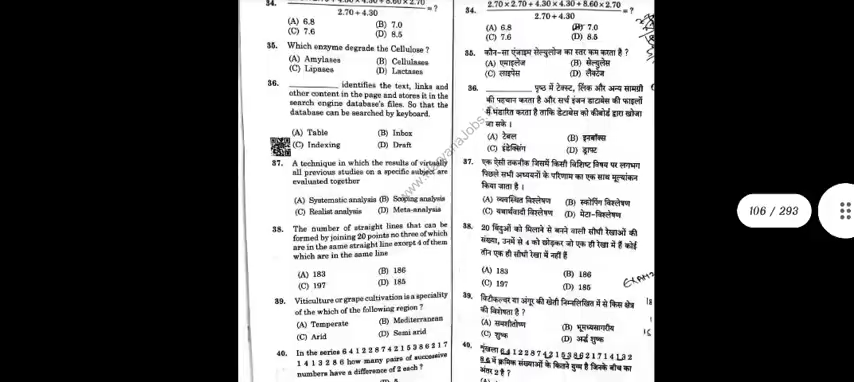 34.
2.70 × 2.70 + 4.30 × 4.30 + 8.60 × 2.70
2.70 + 4.30
= ?
(A) 6.8
(B) 7.0
(C) 7.6
(D) 8.5
35. Which enzyme degrade the Cellulose ?
(A) Amylases
(B) Cellulases
(C) Lipases
(D) Lactases
36. __________ identifies the text, links and
other content in the page and stores it in the
search engine database's files. So that the
database can be searched by keyboard.
(A) Table
(B) Inbox
(C) Indexing
(D) Draft
37. A technique in which the results of virtually
all previous studies on a specific subject are
evaluated together
(A) Systematic analysis (B) Scoping analysis
(C) Realist analysis (D) Meta-analysis
38. The number of straight lines that can be
formed by joining 20 points no three of which
are in the same straight line except 4 of them
which are in the same line
(A) 183
(B) 186
(C) 197
(D) 185
39. Viticulture or grape cultivation is a speciality
of the which of the following region ?
(A) Temperate
(B) Mediterranean
(C) Arid
(D) Semi arid
40. In the series 6 4 1 2 2 8 7 4 2 1 5 3 8 6 2 1 7
1 4 1 3 2 8 6 how many pairs of successive
numbers have a difference of 2 each ?
34.
2.70 × 2.70 + 4.30 × 4.30 + 8.60 × 2.70
2.70 + 4.30
= ?
(A) 6.8
(B) 7.0
(C) 7.6
(D) 8.5
35. कौन-सा एंजाइम सेल्युलोज का स्तर कम करता है ?
(A) एमाइलेज
(B) सेल्युलेस
(C) लाइपेस
(D) लैक्टेज
36. __________ पृष्ठ में टेक्स्ट, लिंक और अन्य सामग्री
की पहचान करता है और सर्च इंजन डाटाबेस की फाइलों
में भंडारित करता है ताकि डेटाबेस को कीबोर्ड द्वारा खोजा
जा सके ।
(A) टेबल
(B) इनबॉक्स
(C) इंडेक्सिंग
(D) ड्राफ्ट
37. एक ऐसी तकनीक जिसमें किसी विशिष्ट विषय पर लगभग
पिछले सभी अध्ययनों के परिणाम का एक साथ मूल्यांकन
किया जाता है ।
(A) व्यवस्थित विश्लेषण (B) स्कोपिंग विश्लेषण
(C) यथार्थवादी विश्लेषण (D) मेटा-विश्लेषण
38. 20 बिंदुओं को मिलाने से बनने वाली सीधी रेखाओं की
संख्या, उनमें से 4 को छोड़कर जो एक ही रेखा में हैं कोई
तीन एक ही सीधी रेखा में नहीं हैं
(A) 183
(B) 186
(C) 197
(D) 185
39. विटीकल्चर या अंगूर की खेती निम्नलिखित में से किस क्षेत्र
की विशेषता है ?
(A) समशीतोष्ण
(B) भूमध्यसागरीय
(C) शुष्क
(D) अर्द्ध शुष्क
40. शृंखला 6 4 1 2 2 8 7 4 2 1 5 3 8 6 2 1 7 1 4 1 3 2
8 6 में क्रमिक संख्याओं के कितने युग्म है जिनके बीच का
अंतर 2 है ?
106 / 293